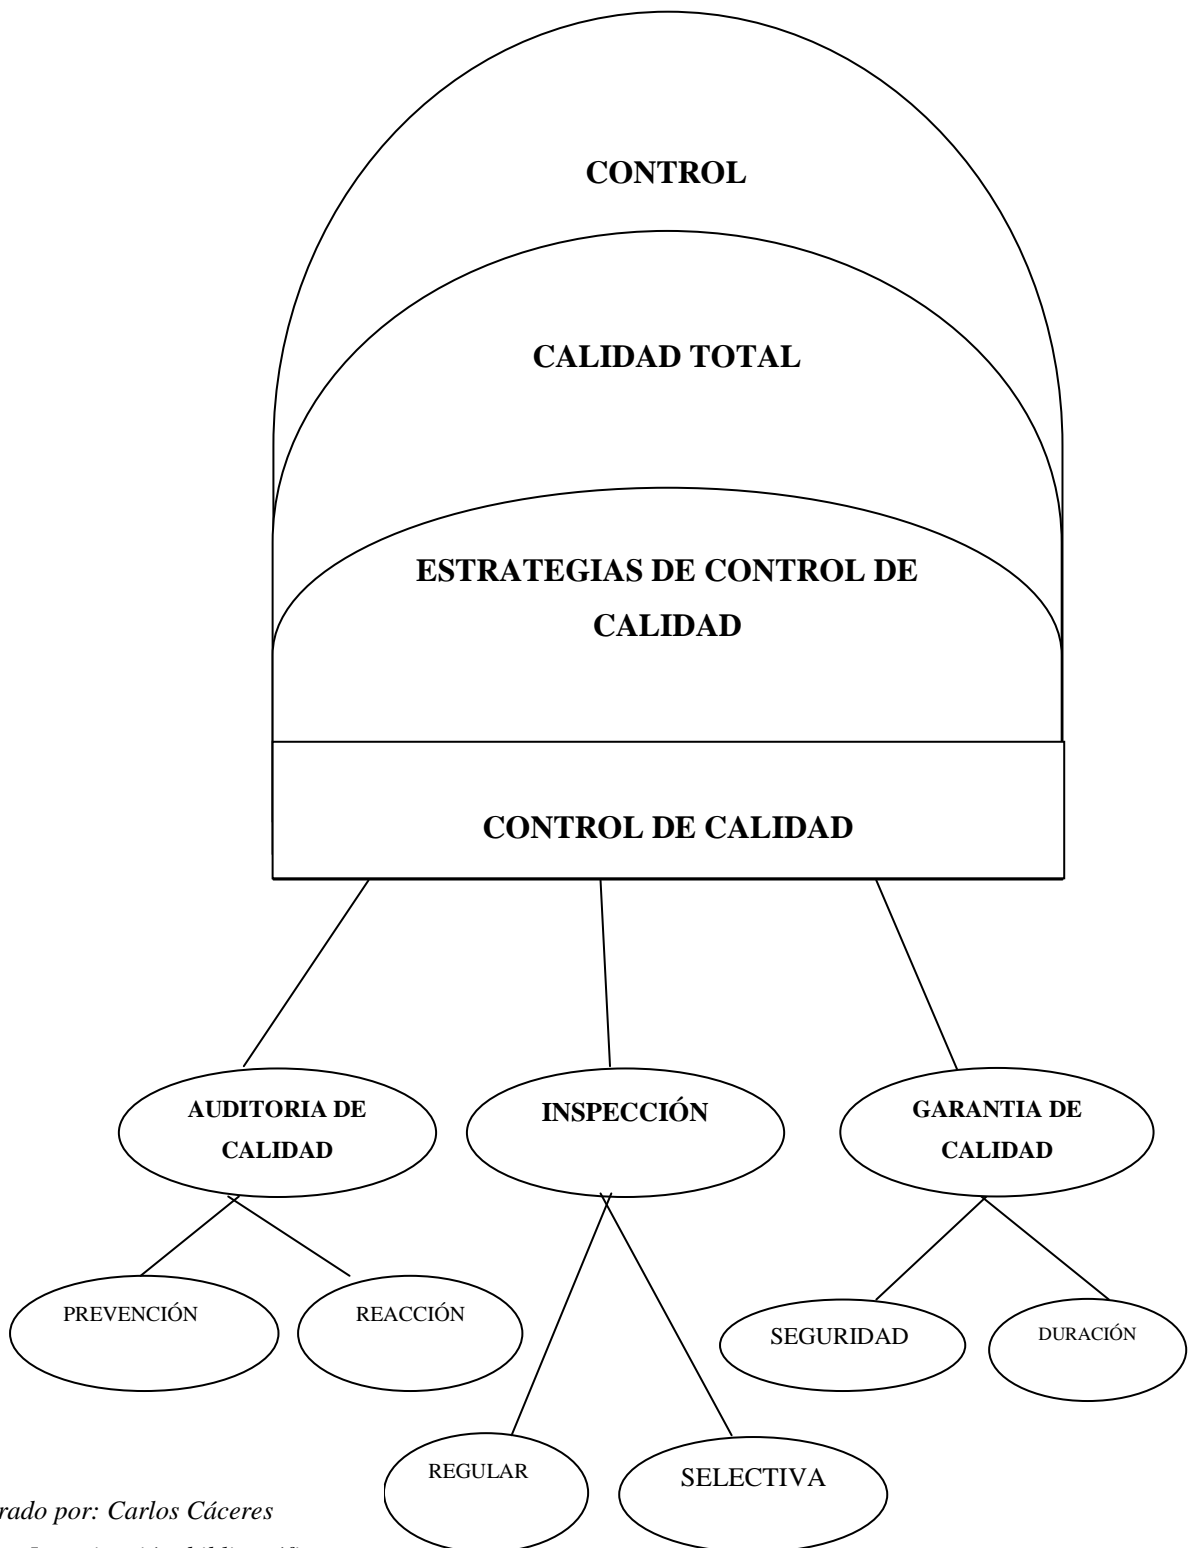 CONTROL
CALIDAD TOTAL
ESTRATEGIAS DE CONTROL DE
CALIDAD
CONTROL DE CALIDAD
AUDITORIA DE
CALIDAD
INSPECCIÓN
GARANTIA DE
CALIDAD
PREVENCIÓN
REACCIÓN
SEGURIDAD
DURACIÓN
REGULAR
SELECTIVA
rado por: Carlos Cáceres